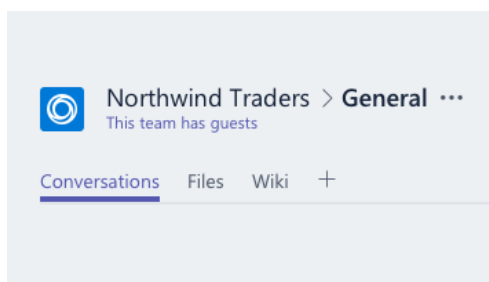 Northwind Traders > General ...
This team has guests
Conversations Files Wiki +